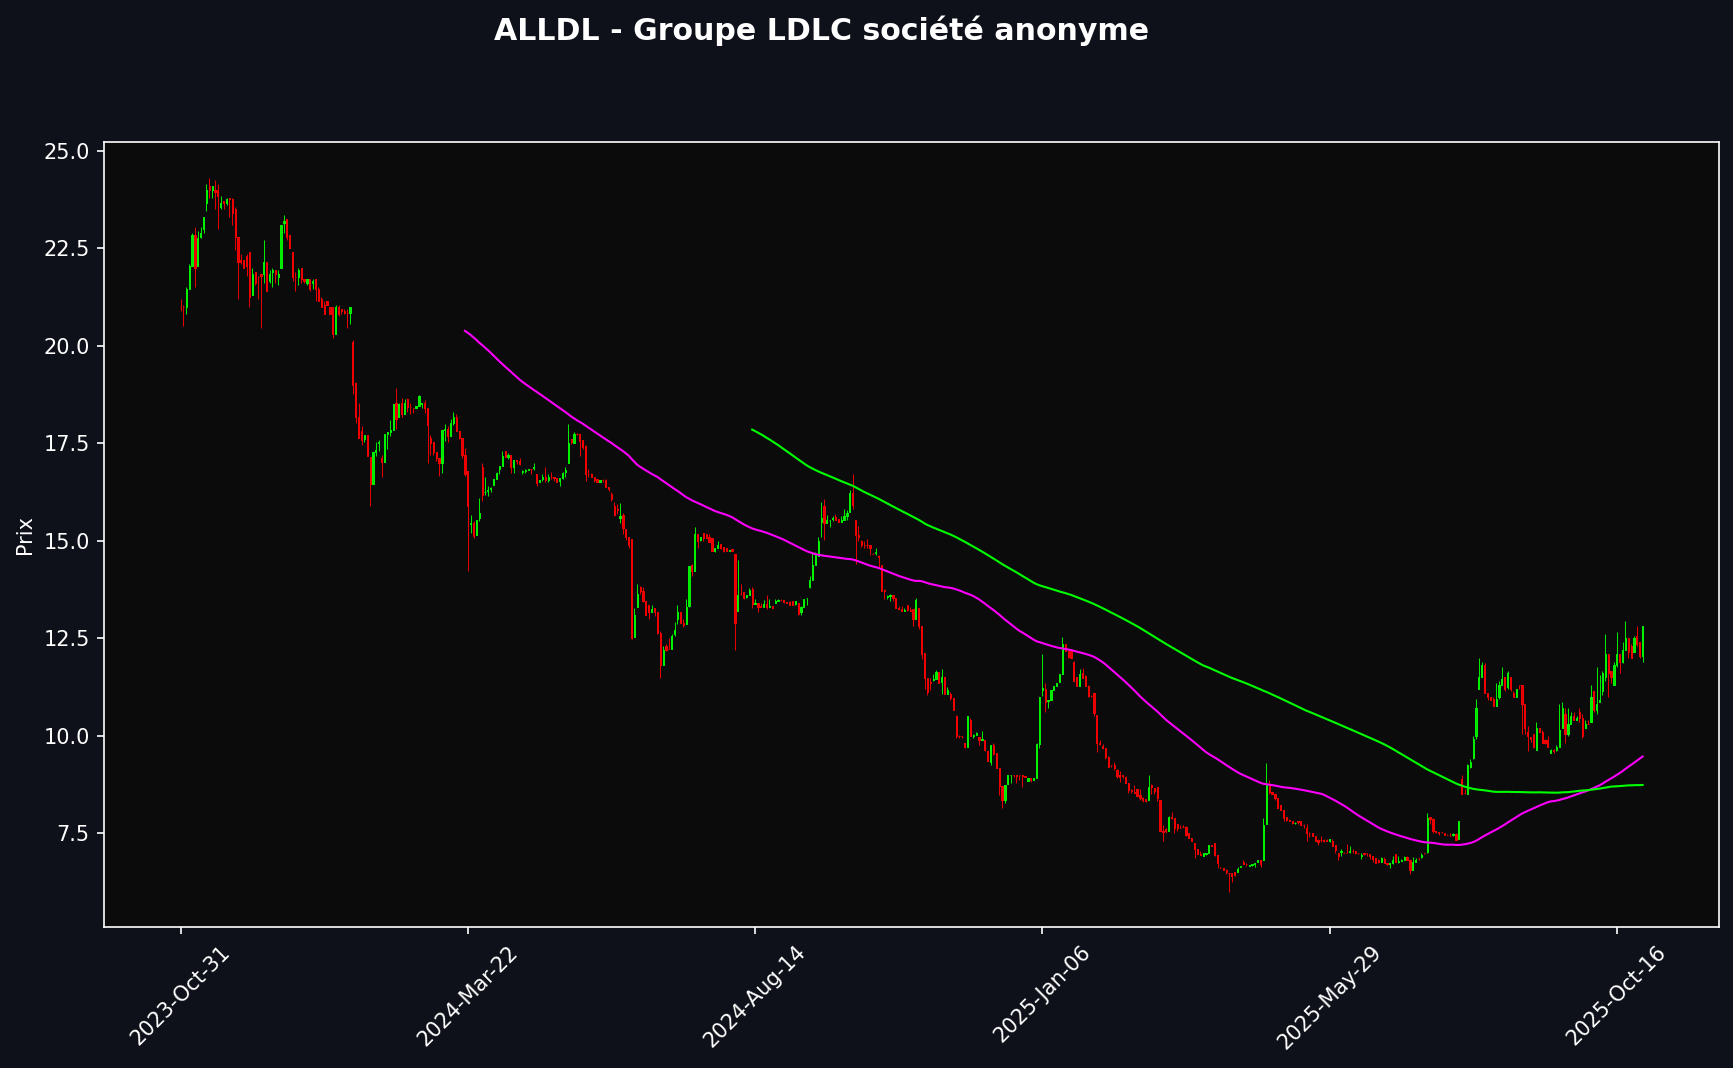 ALLDL - Groupe LDLC société anonyme
25.0
22.5
20.0
17.5
15.0
12.5
10.0
7.5
Prix
2023-Oct-31
2024-Mar-22
2024-Aug-14
2025-Jan-06
2025-May-29
2025-Oct-16